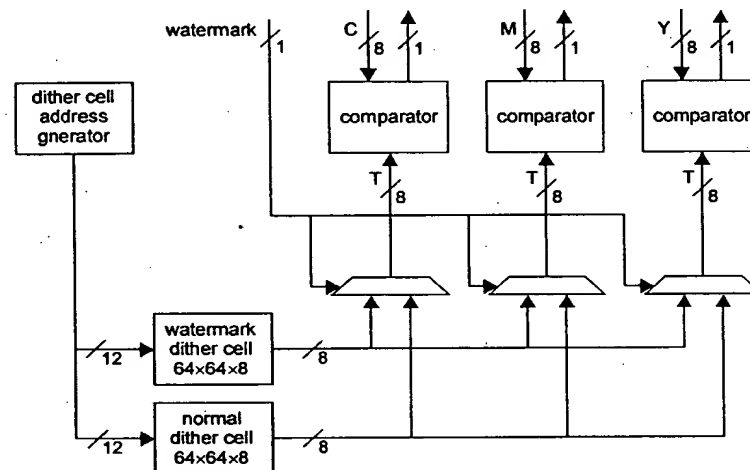 watermark
1
C
8
1
M
8
1
Y
8
1
dither cell
address
gnerator
comparator
comparator
comparator
T
8
T
8
T
8
watermark
dither cell
64×64×8
12
8
normal
dither cell
64×64×8
12
8